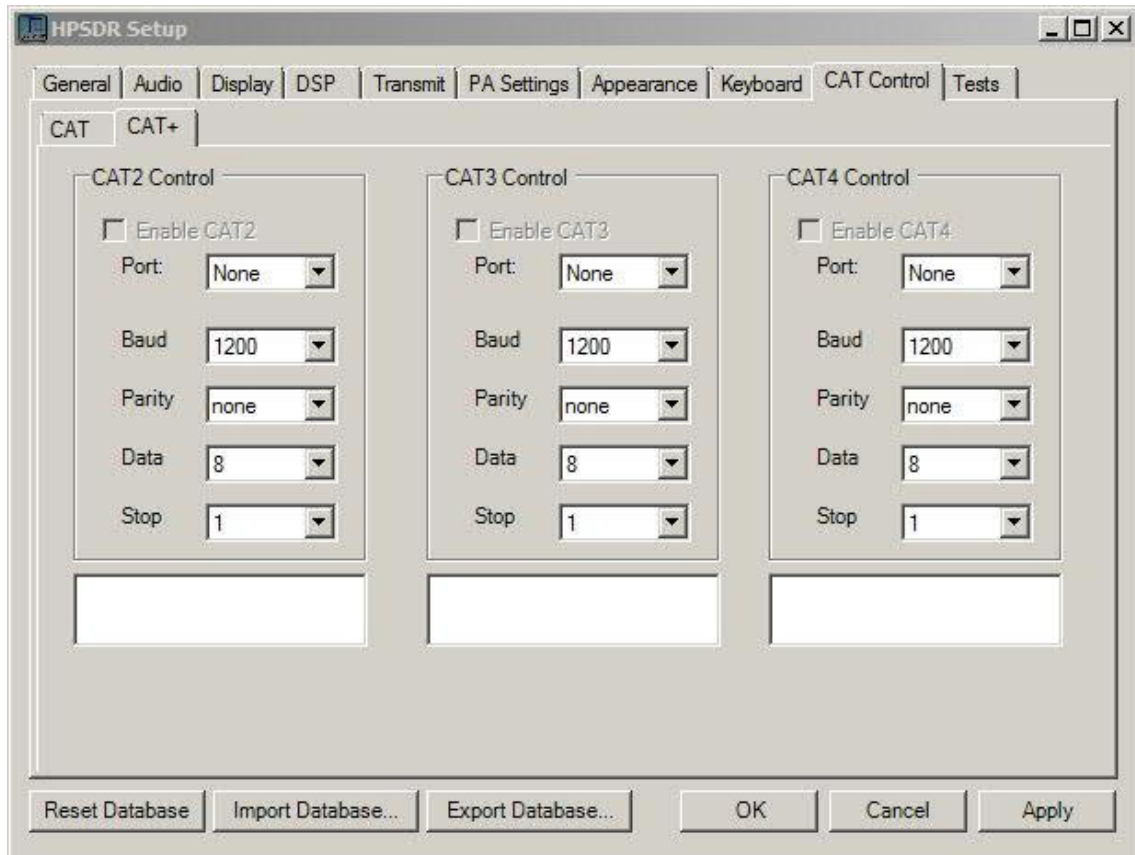 HPSDR Setup
General Audio Display DSP Transmit PA Settings Appearance Keyboard CAT Control Tests
CAT CAT+
CAT2 Control CAT3 Control CAT4 Control
Enable CAT2 Enable CAT3 Enable CAT4
Port: None Port: None Port: None
Baud 1200 Baud 1200 Baud 1200
Parity none Parity none Parity none
Data 8 Data 8 Data 8
Stop 1 Stop 1 Stop 1
Reset Database Import Database... Export Database... OK Cancel Apply